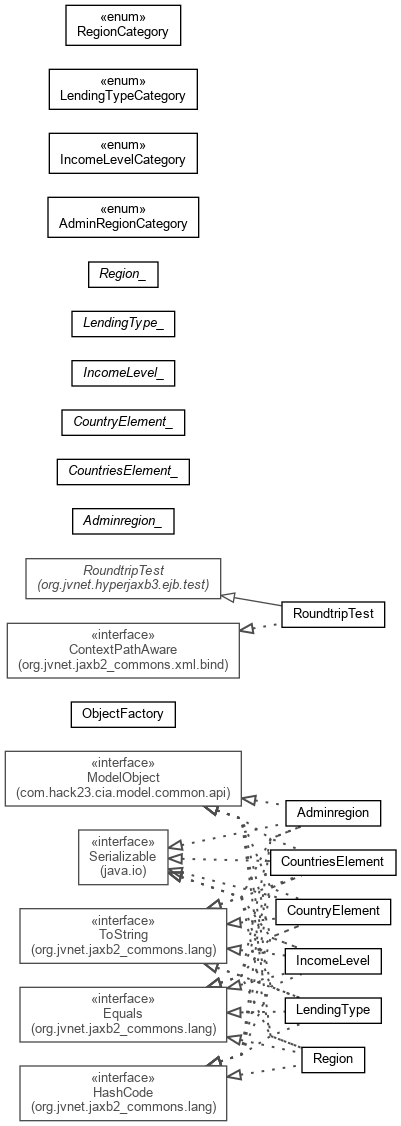 «enum»
RegionCategory
«enum»
LendingTypeCategory
«enum»
IncomeLevelCategory
«enum»
AdminRegionCategory
Region_
LendingType_
IncomeLevel_
CountryElement_
CountriesElement_
Adminregion_
RoundtripTest
(org.jvnet.hyperjaxb3.ejb.test)
RoundtripTest
«interface»
ContextPathAware
(org.jvnet.jaxb2_commons.xml.bind)
ObjectFactory
«interface»
ModelObject
(com.hack23.cia.model.common.api)
Adminregion
«interface»
Serializable
(java.io)
CountriesElement
CountryElement
«interface»
ToString
(org.jvnet.jaxb2_commons.lang)
IncomeLevel
«interface»
Equals
(org.jvnet.jaxb2_commons.lang)
LendingType
Region
«interface»
HashCode
(org.jvnet.jaxb2_commons.lang)